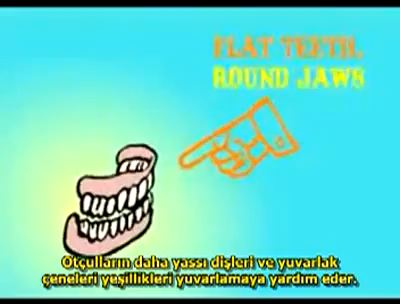 FLAT TEETH,
ROUND JAWS
Otçulların daha yassı dişleri ve yuvarlak
çeneleri yeşillikleri yuvarlamaya yardım eder.